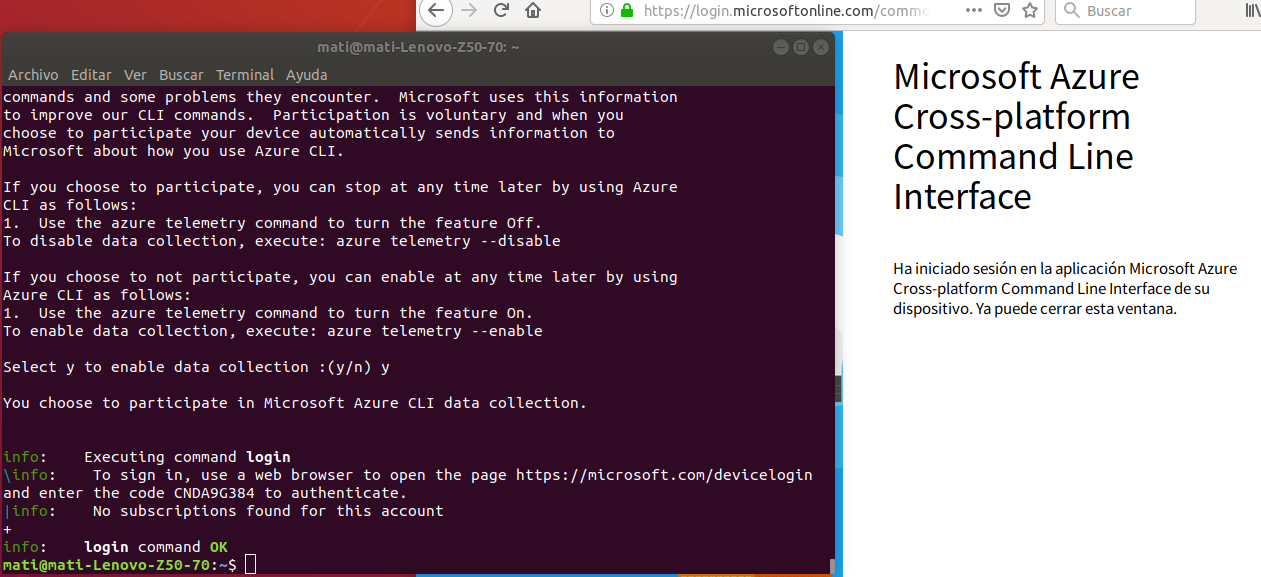 https://login.microsoftonline.com/commo
Buscar
mati@mati-Lenovo-Z50-70: ~
Archivo Editar Ver Buscar Terminal Ayuda
commands and some problems they encounter.  Microsoft uses this information
to improve our CLI commands.  Participation is voluntary and when you
choose to participate your device automatically sends information to
Microsoft about how you use Azure CLI.
If you choose to participate, you can stop at any time later by using Azure
CLI as follows:
1.  Use the azure telemetry command to turn the feature Off.
To disable data collection, execute: azure telemetry --disable
If you choose to not participate, you can enable at any time later by using
Azure CLI as follows:
1.  Use the azure telemetry command to turn the feature On.
To enable data collection, execute: azure telemetry --enable
Select y to enable data collection :(y/n) y
You choose to participate in Microsoft Azure CLI data collection.
info:    Executing command login
\info:    To sign in, use a web browser to open the page https://microsoft.com/devicelogin
and enter the code CNDA9G384 to authenticate.
|info:    No subscriptions found for this account
+
info:    login command OK
mati@mati-Lenovo-Z50-70:~$
Microsoft Azure
Cross-platform
Command Line
Interface
Ha iniciado sesión en la aplicación Microsoft Azure
Cross-platform Command Line Interface de su
dispositivo. Ya puede cerrar esta ventana.